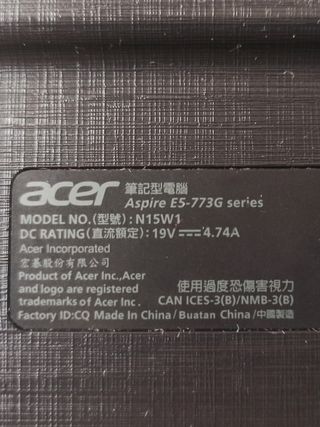 acer 筆記型電腦
Aspire E5-773G series
MODEL NO.(型號): N15W1
DC RATING(直流額定): 19V⎓4.74A
Acer Incorporated
宏碁股份有限公司
Product of Acer Inc.,Acer
and logo are registered
trademarks of Acer Inc.
使用過度恐傷害視力
CAN ICES-3(B)/NMB-3(B)
Factory ID:CQ Made In China/ Buatan China /中國製造